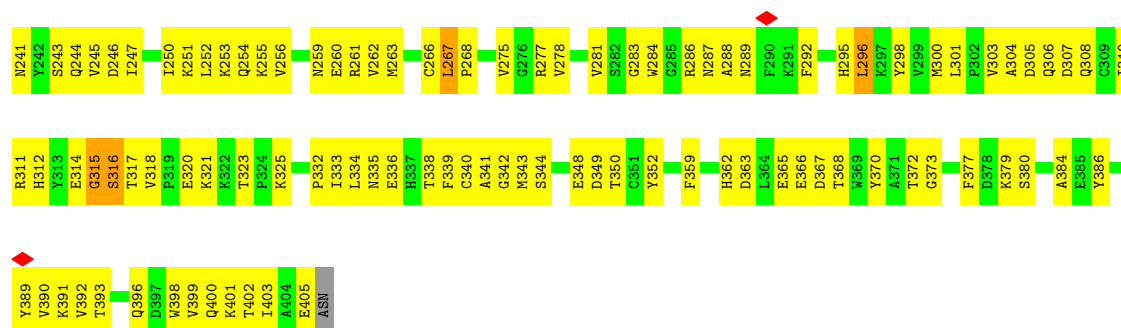 N241 Y242 S243 Q244 V245 D246 I247 I250 K251 L252 K253 Q254 K255 V256 N259 E260 R261 V262 M263 C266 L267 P268 V275 G276 R277 V278 V281 S282 G283 W284 G285 R286 N287 A288 N289 F290 K291 F292 H295 L296 K297 Y298 V299 M300 L301 P302 V303 A304 D305 Q306 D307 Q308 C309
R311 H312 Y313 E314 G315 S316 T317 V318 P319 E320 K321 K322 T323 P324 K325 P332 I333 L334 N335 E336 H337 T338 F339 C340 A341 G342 M343 S344 E348 D349 T350 C351 Y352 F359 H362 D363 L364 E365 E366 D367 T368 W369 Y370 A371 T372 G373 F377 D378 K379 S380 A384 E385 Y386
Y389 V390 K391 V392 T393 Q396 D397 W398 V399 Q400 K401 T402 I403 A404 E405 ASN